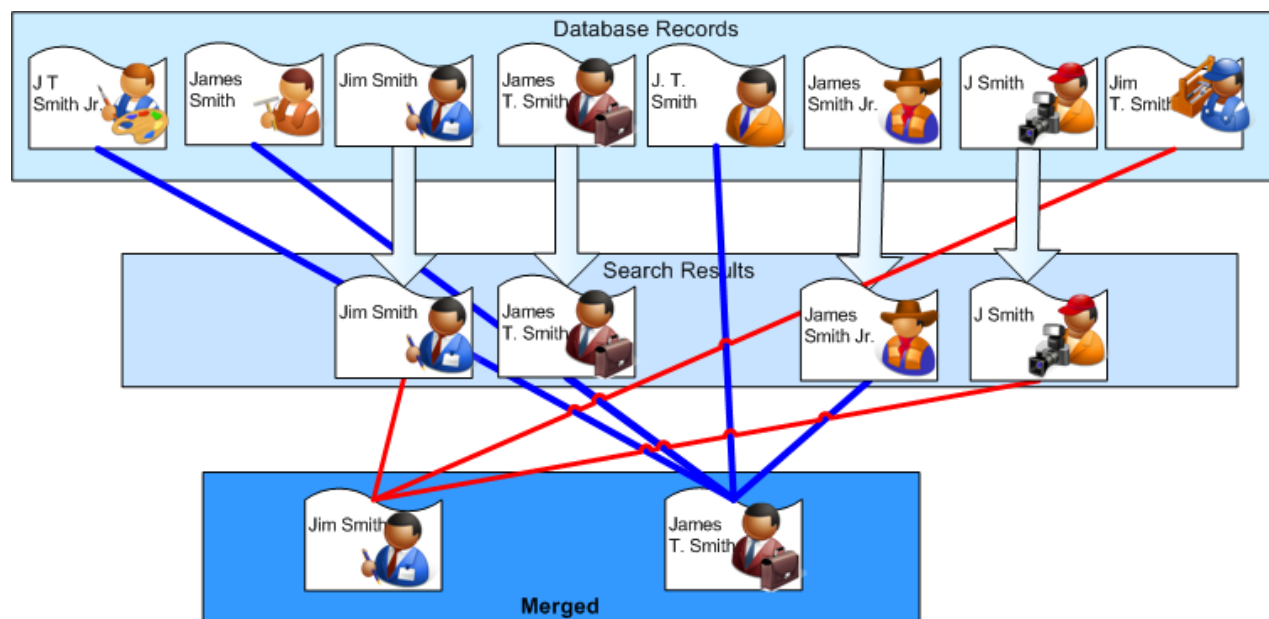 Database Records
J T
Smith Jr.
James
Smith
Jim Smith
James
T. Smith
J. T.
Smith
James
Smith Jr.
J Smith
Jim
T. Smith
Search Results
Jim Smith
James
T. Smith
James
Smith Jr.
J Smith
Jim Smith
James
T. Smith
Merged